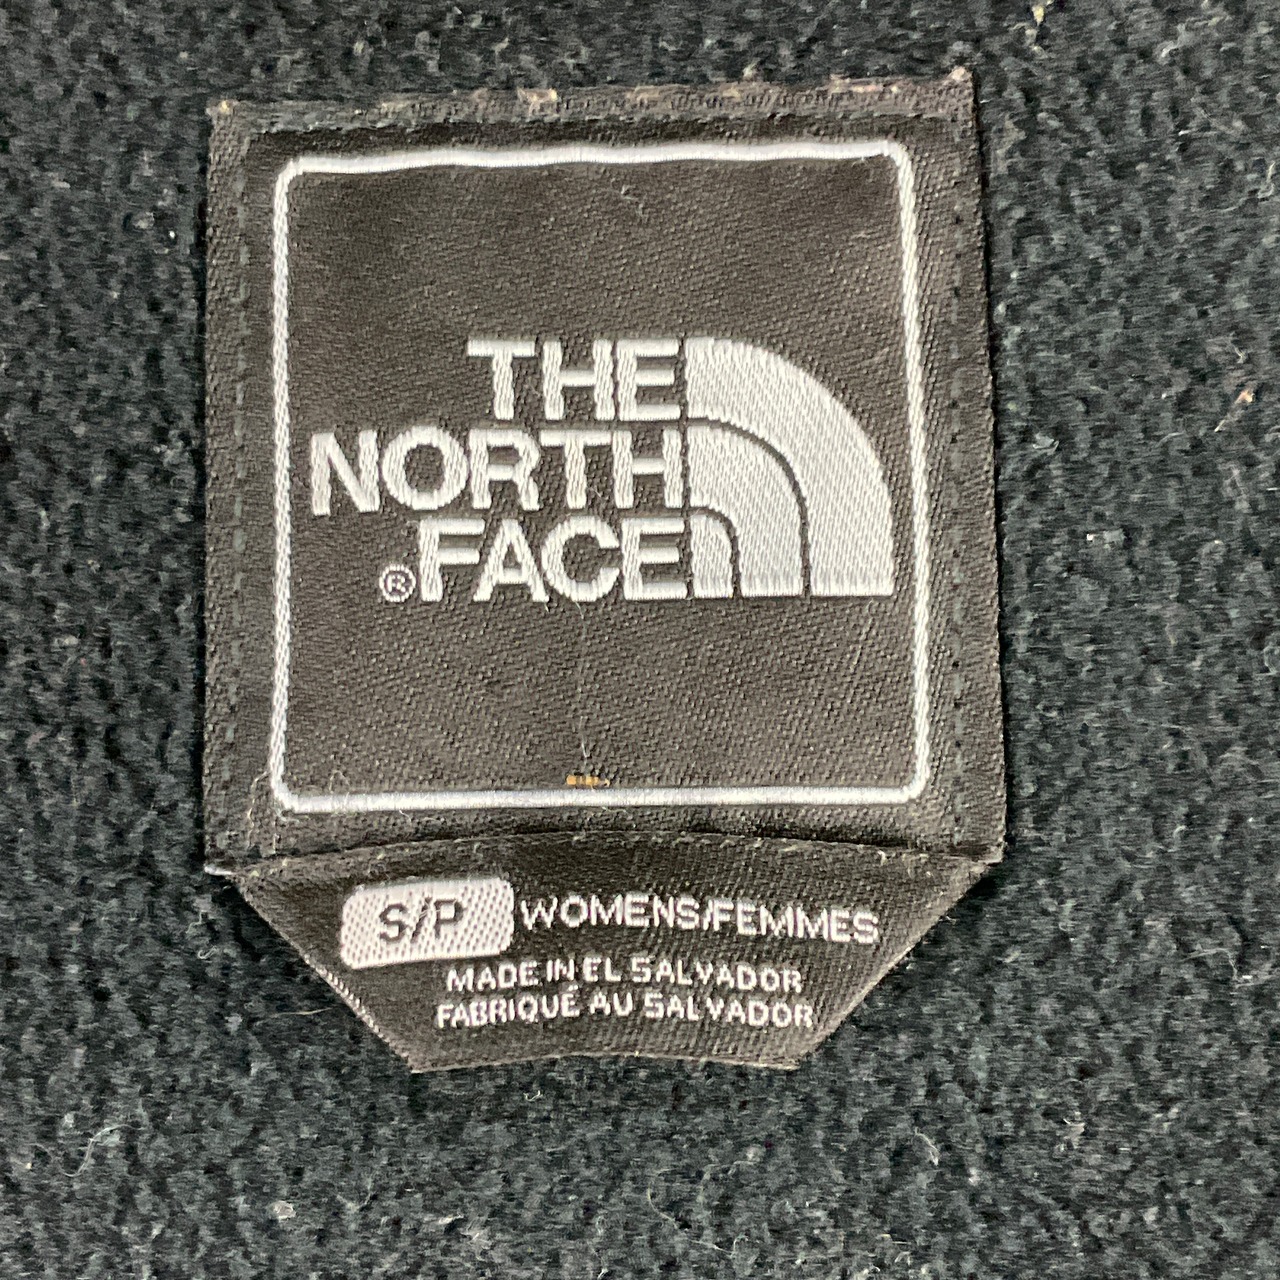 THE
NORTH
®FACE
S/P WOMENS/FEMMES
MADE IN EL SALVADOR
FABRIQUÉ AU SALVADOR